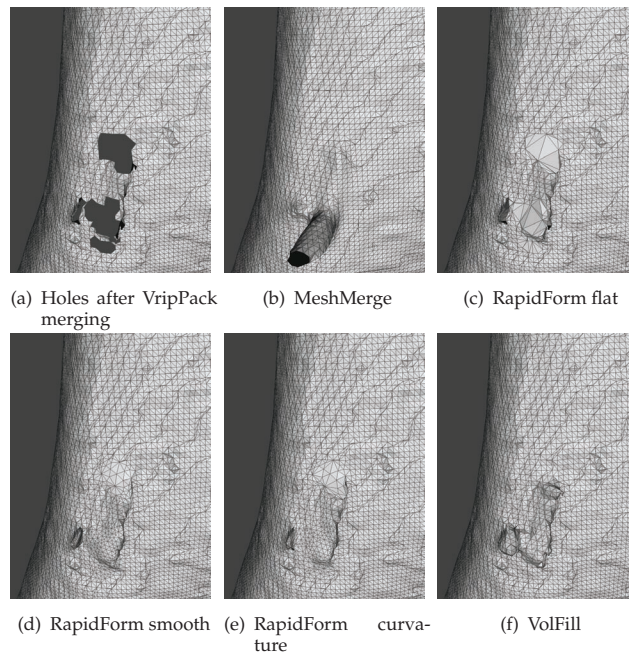 (a) Holes after VripPack
merging
(b) MeshMerge
(c) RapidForm flat
(d) RapidForm smooth
(e) RapidForm curva-
ture
(f) VolFill